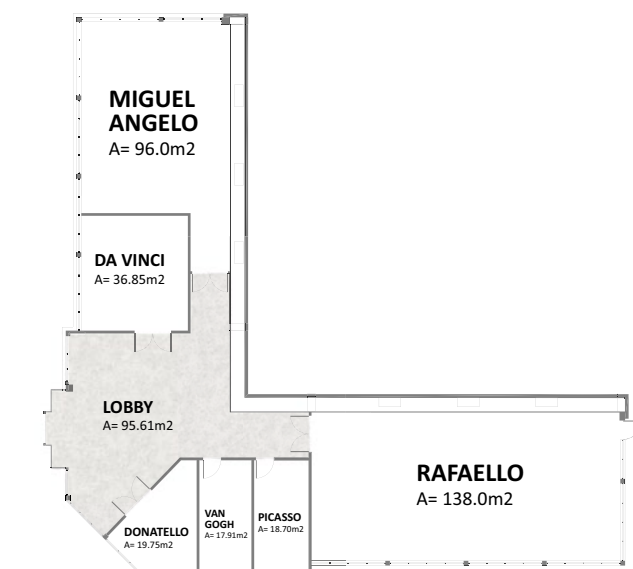 MIGUEL
ANGELO
A= 96.0m2
DA VINCI
A= 36.85m2
LOBBY
A= 95.61m2
RAFAELLO
A= 138.0m2
DONATELLO
A= 19.75m2
VAN
GOGH
A= 17.91m2
PICASSO
A= 18.70m2